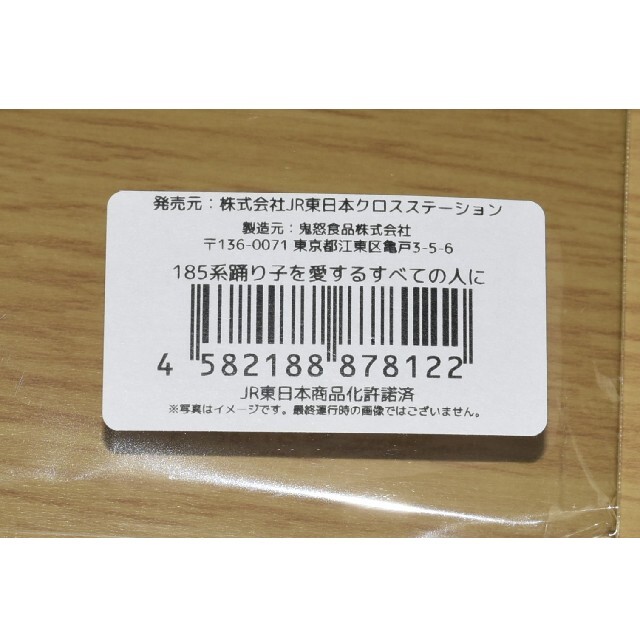 発売元：株式会社JR東日本クロスステーション
製造元：鬼怒食品株式会社
〒136-0071 東京都江東区亀戸3-5-6
185系踊り子を愛するすべての人に
4 582188 878122
JR東日本商品化許諾済
※写真はイメージです。最終運行時の画像ではございません。